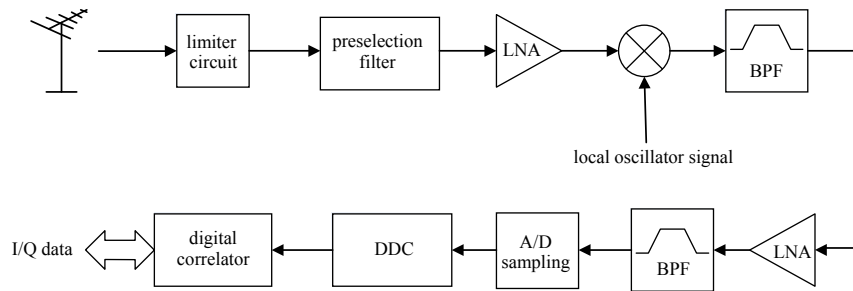 limiter
circuit
preselection
filter
LNA
BPF
local oscillator signal
I/Q data
digital
correlator
DDC
A/D
sampling
BPF
LNA